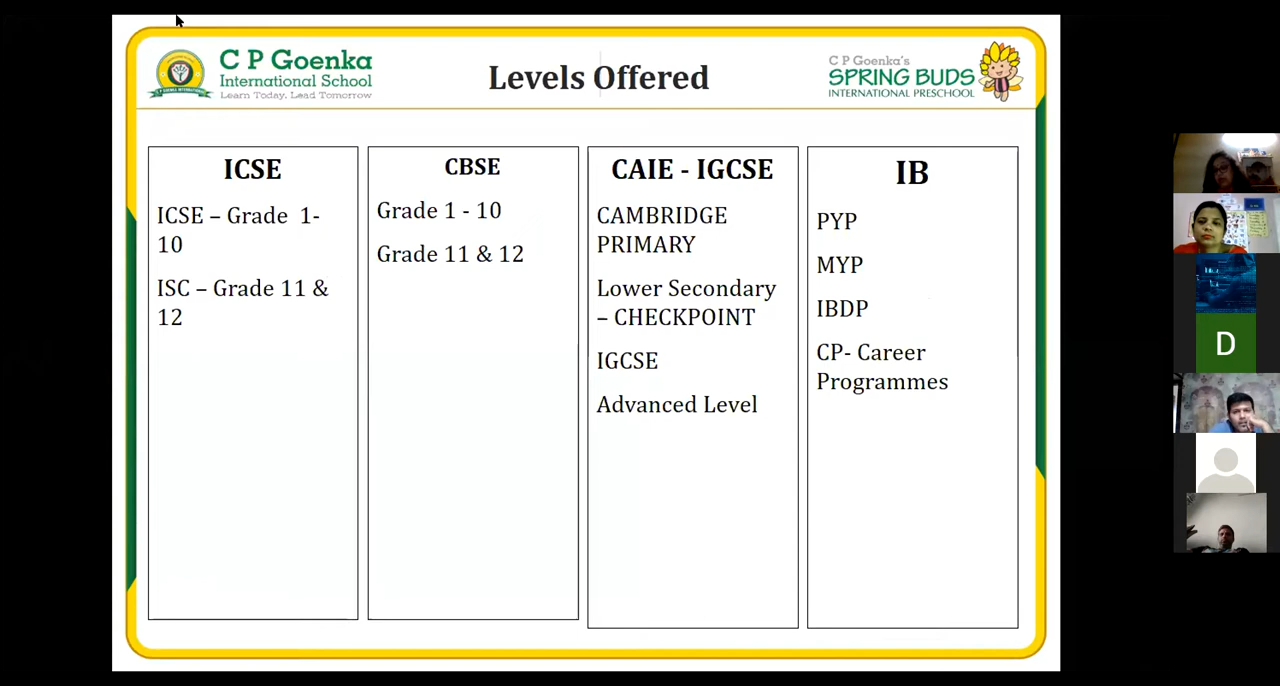 C P Goenka
International School
Learn Today. Lead Tomorrow
Levels Offered
C P Goenka's
SPRING BUDS
INTERNATIONAL PRESCHOOL
ICSE
ICSE – Grade 1-
10
ISC – Grade 11 &
12
CBSE
Grade 1 - 10
Grade 11 & 12
CAIE - IGCSE
CAMBRIDGE
PRIMARY
Lower Secondary
– CHECKPOINT
IGCSE
Advanced Level
IB
PYP
MYP
IBDP
CP- Career
Programmes
D